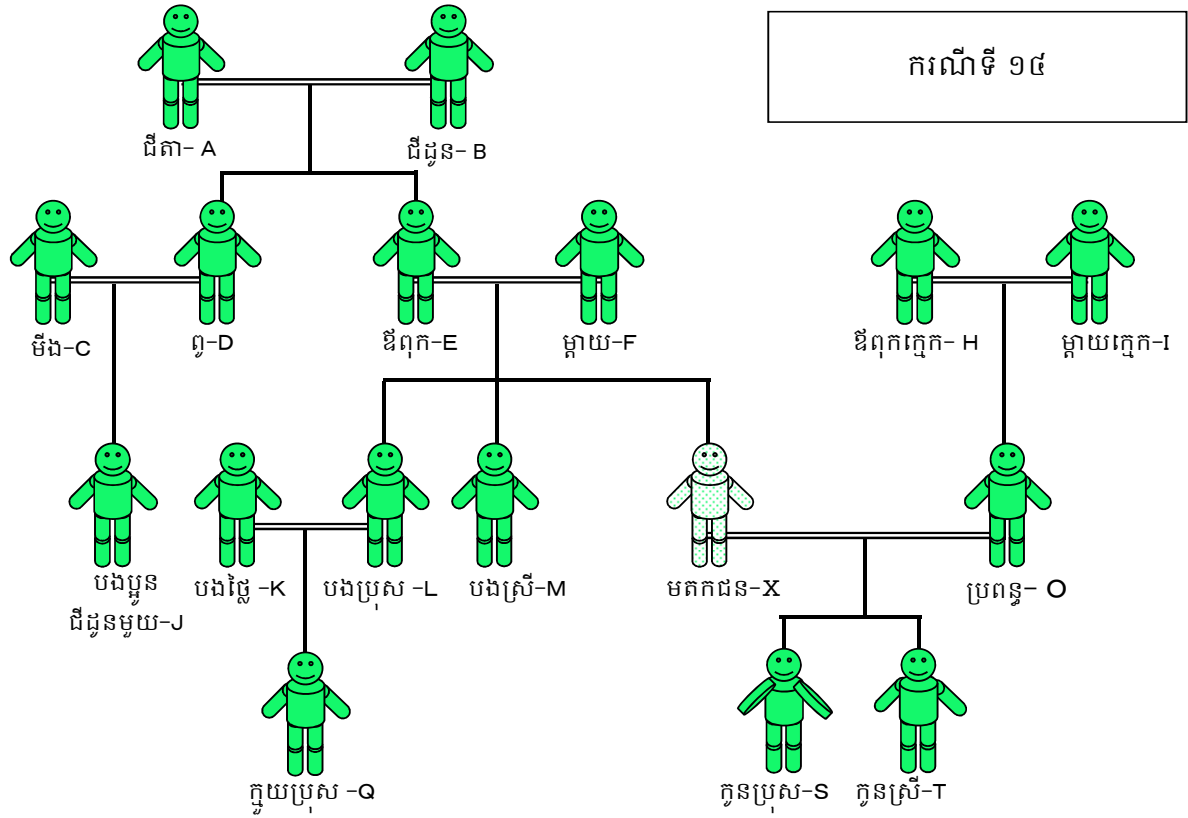 ករណីទី ១៤
ជីតា- A
ជីដូន- B
មីង-C
ពូ-D
ឪពុក-E
ម្តាយ-F
ឪពុកក្មេក- H
ម្តាយក្មេក-I
បងប្អូន
ជីដូនមួយ-J
បងថ្លៃ -K
បងប្រុស -L
បងស្រី-M
មតកជន-X
ប្រពន្ធ- O
ក្មួយប្រុស -Q
កូនប្រុស-S
កូនស្រី-T